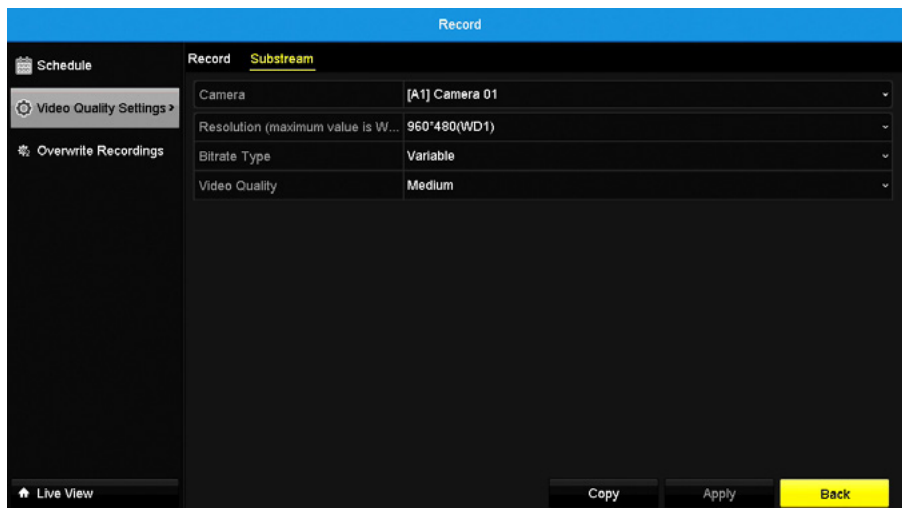 Record
Schedule
Video Quality Settings >
Overwrite Recordings
Live View
Record Substream
Camera [A1] Camera 01
Resolution (maximum value is W... 960*480(WD1)
Bitrate Type Variable
Video Quality Medium
Copy Apply Back